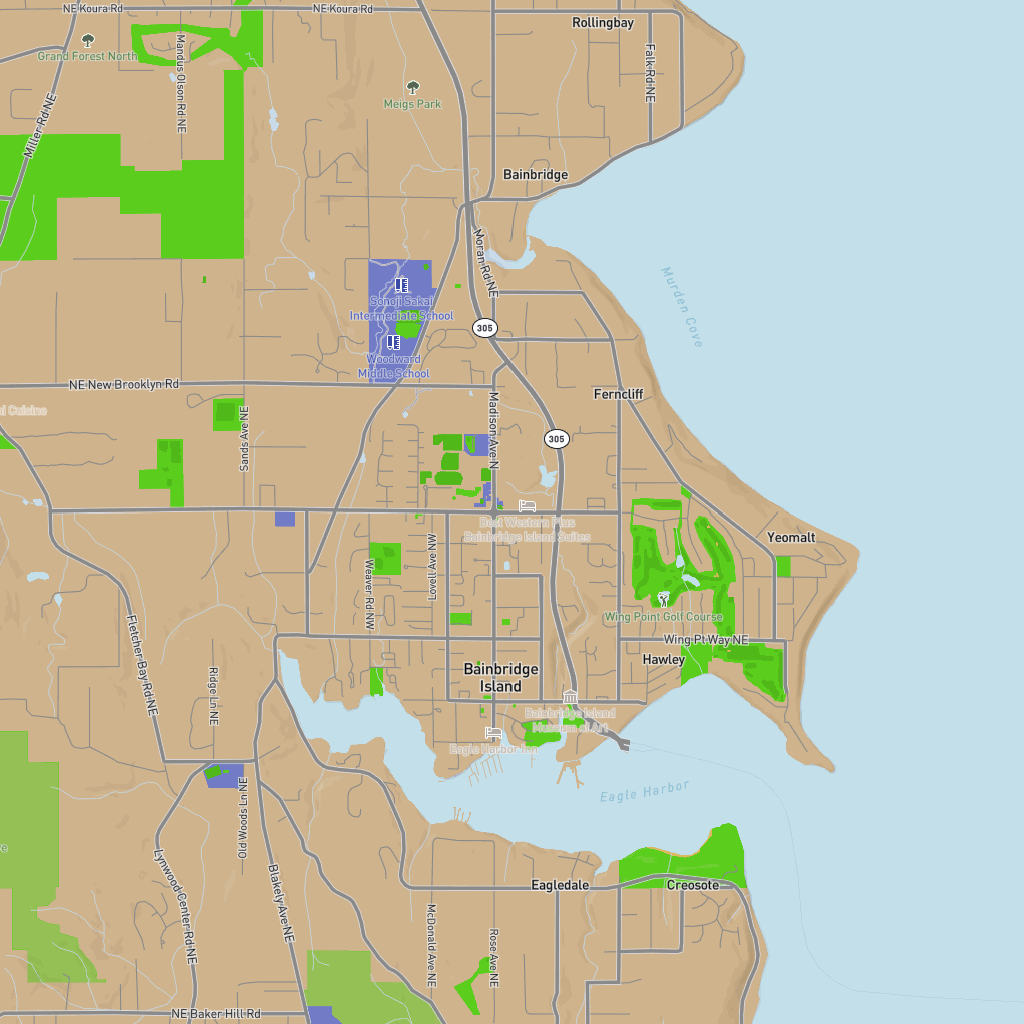 NE Koura Rd
NE Koura Rd
Rollingbay
Grand Forest North
Mandus Olson Rd NE
Falk Rd NE
Meigs Park
Miller Rd NE
Bainbridge
Moran Rd NE
Murden Cove
Sonoji Sakai
Intermediate School
305
Woodward
Middle School
NE New Brooklyn Rd
Ferncliff
Cuisine
Sands Ave NE
Madison Ave N
305
Best Western Plus
Bainbridge Island Suites
Yeomalt
Weaver Rd NW
Lovell Ave NW
Wing Point Golf Course
Fletcher Bay Rd NE
Wing Pt Way NE
Hawley
Ridge Ln NE
Bainbridge
Island
Bainbridge Island
Museum of Art
Eagle Harbor Inn
Eagle Harbor
Old Woods Ln NE
Lynwood Center Rd NE
Blakely Ave NE
Eagledale
Creosote
McDonald Ave NE
Rose Ave NE
NE Baker Hill Rd